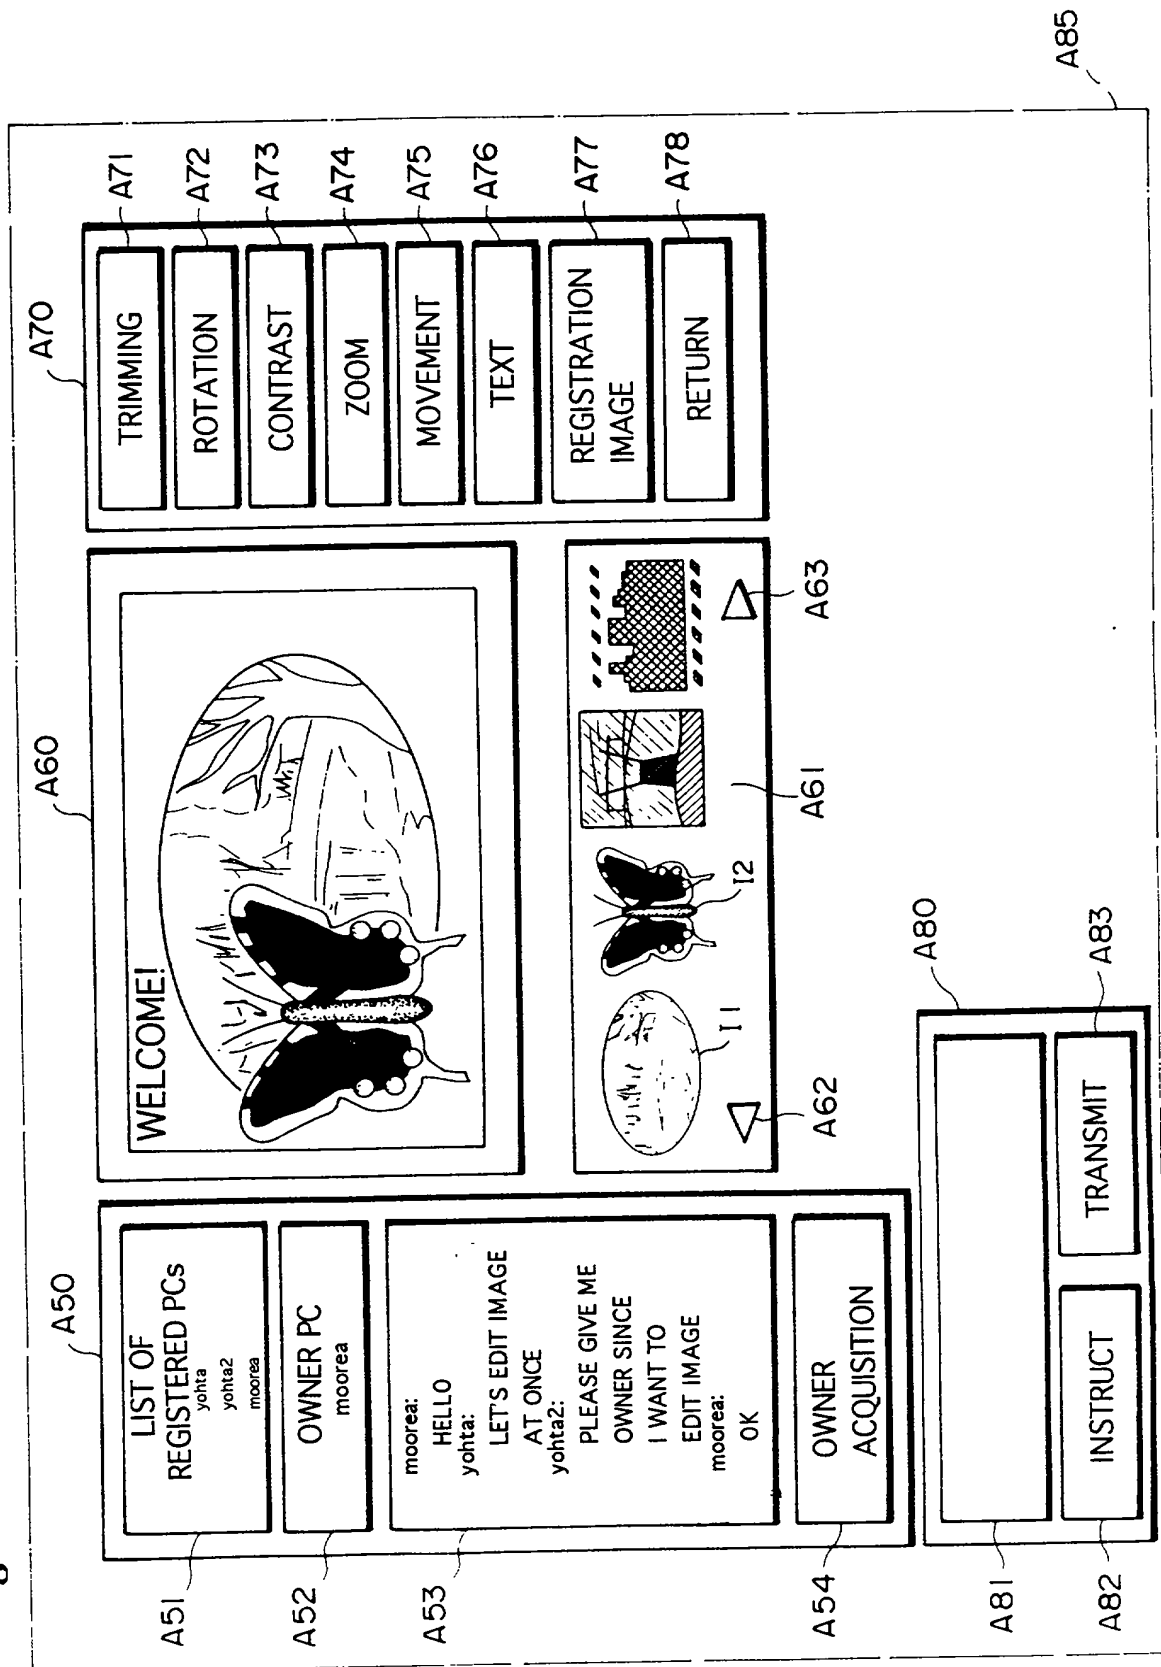 A85
A50
A60
A70
LIST OF
REGISTERED PCs
yohta
yohta2
moorea
A51
OWNER PC
moorea
A52
moorea:
HELLO
yohta:
LET'S EDIT IMAGE
AT ONCE
yohta2:
PLEASE GIVE ME
OWNER SINCE
I WANT TO
EDIT IMAGE
moorea:
OK
A53
OWNER
ACQUISITION
A54
WELCOME!
I1
I2
A61
A62
A63
TRIMMING
A71
ROTATION
A72
CONTRAST
A73
ZOOM
A74
MOVEMENT
A75
TEXT
A76
REGISTRATION
IMAGE
A77
RETURN
A78
A80
A81
INSTRUCT
A82
TRANSMIT
A83